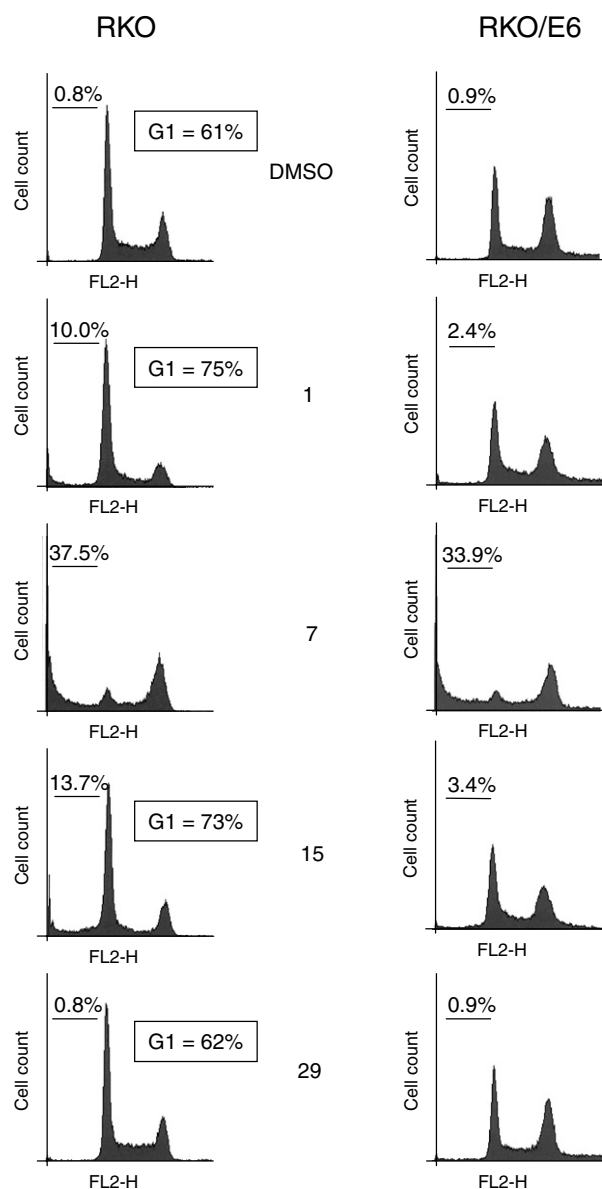 RKO
RKO/E6
0.8%
G1 = 61%
Cell count
FL2-H
DMSO
0.9%
Cell count
FL2-H
10.0%
G1 = 75%
Cell count
FL2-H
1
2.4%
Cell count
FL2-H
37.5%
Cell count
FL2-H
7
33.9%
Cell count
FL2-H
13.7%
G1 = 73%
Cell count
FL2-H
15
3.4%
Cell count
FL2-H
0.8%
G1 = 62%
Cell count
FL2-H
29
0.9%
Cell count
FL2-H